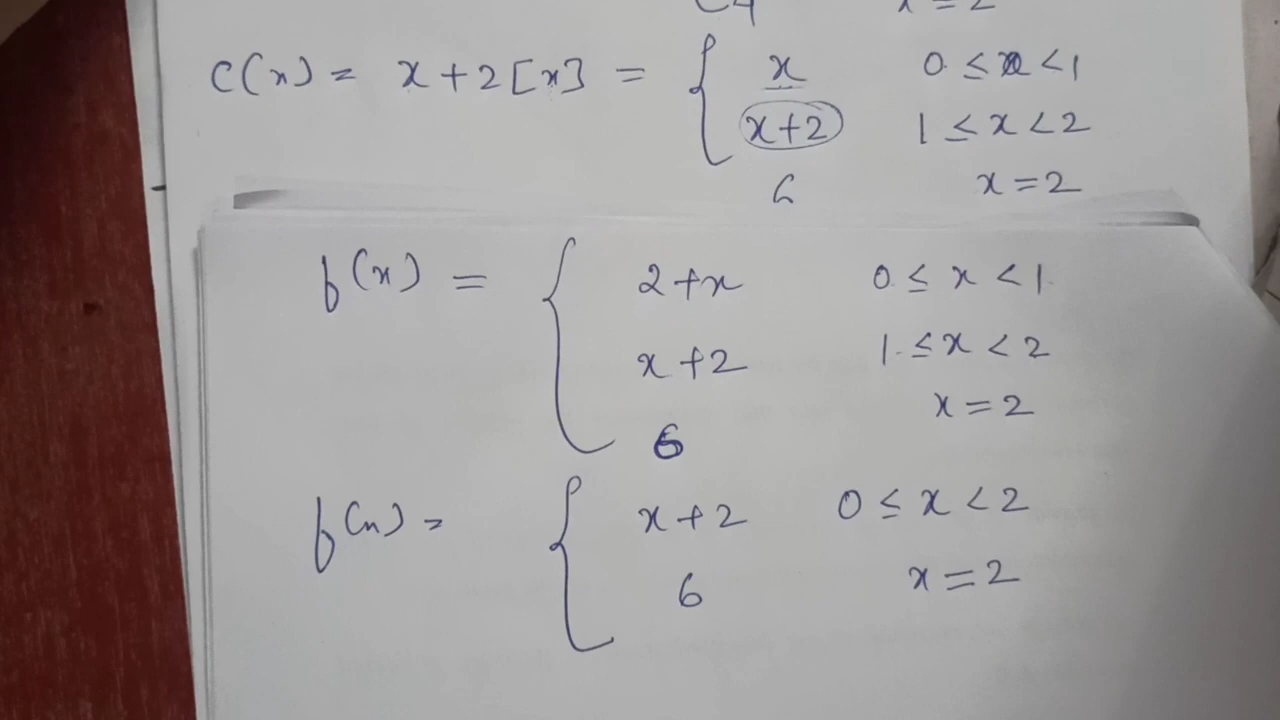 x = 2
C(x) = x + 2[x] = { x 0 ≤ x < 1
x+2 1 ≤ x < 2
6 x = 2
f(x) = { 2 + x 0 ≤ x < 1
x + 2 1 ≤ x < 2
6 x = 2
f(x) = { x + 2 0 ≤ x < 2
6 x = 2